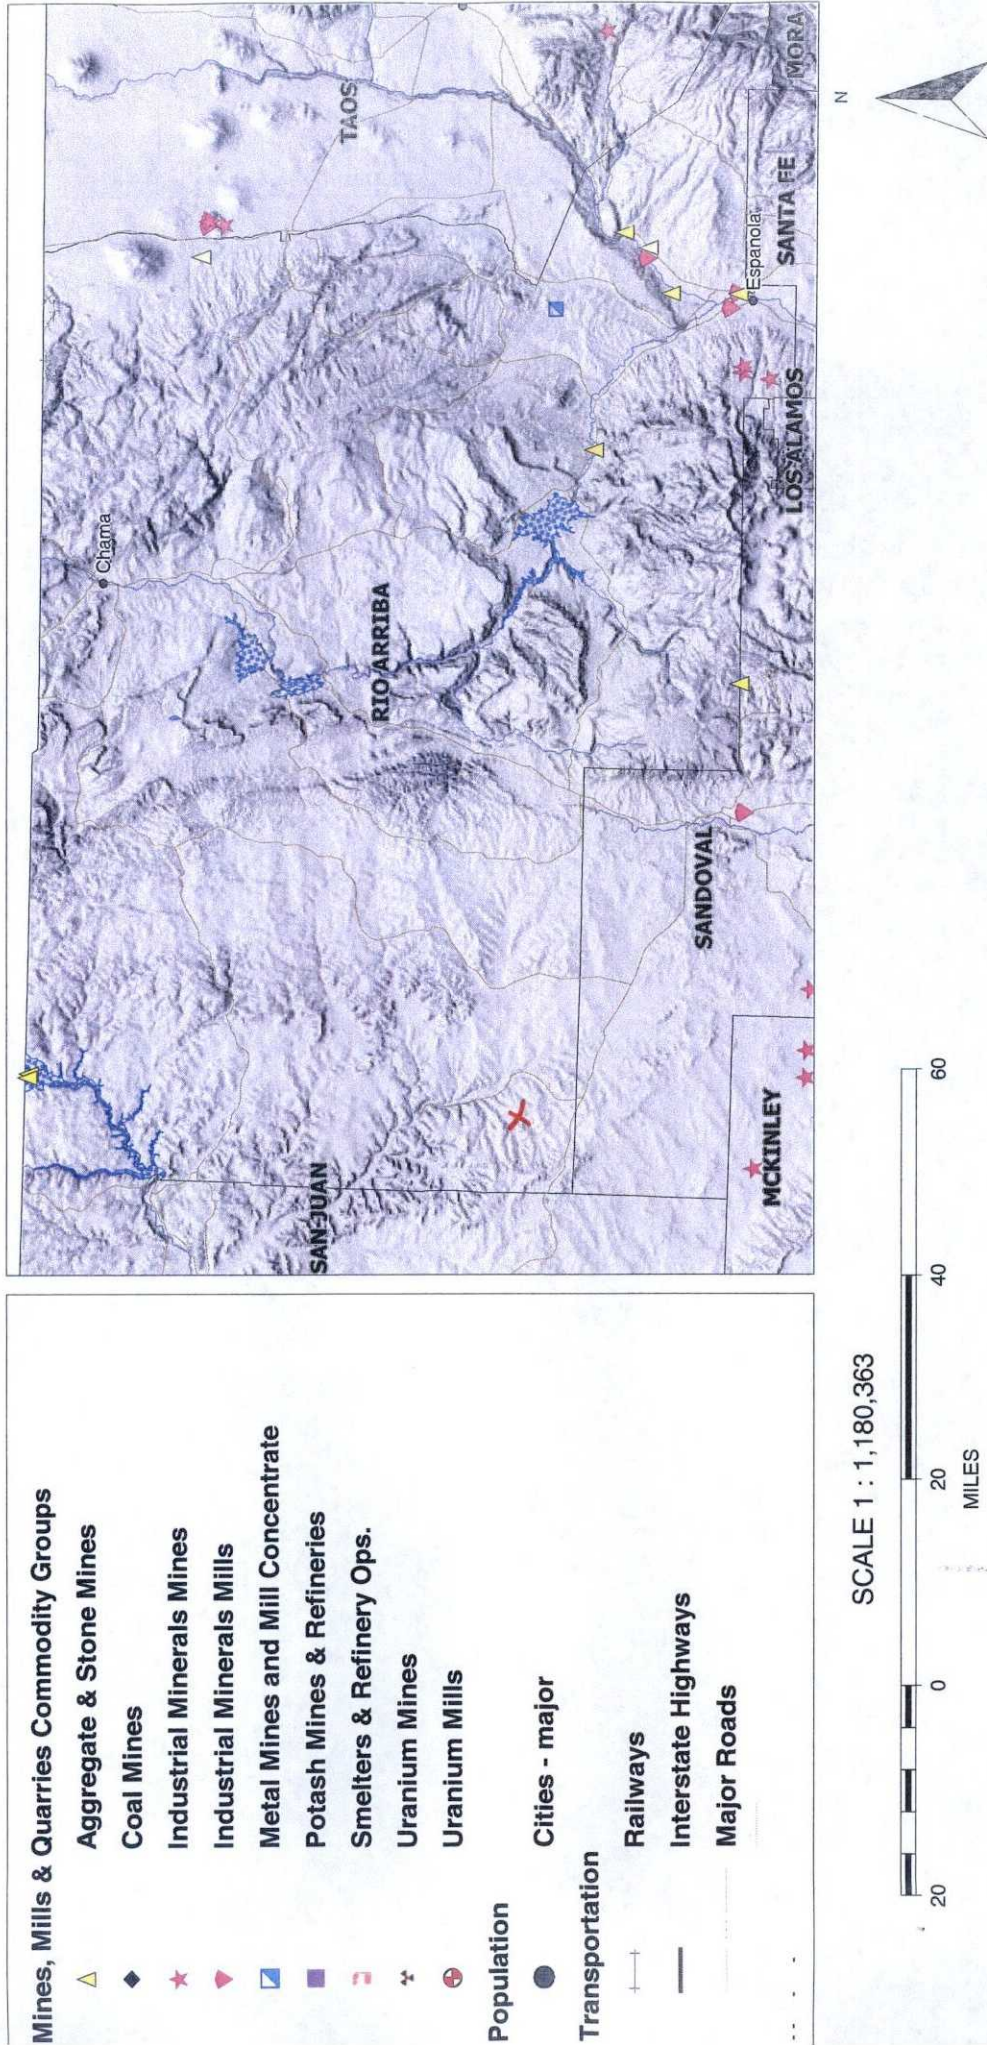 Mines, Mills & Quarries Commodity Groups
Aggregate & Stone Mines
Coal Mines
Industrial Minerals Mines
Industrial Minerals Mills
Metal Mines and Mill Concentrate
Potash Mines & Refineries
Smelters & Refinery Ops.
Uranium Mines
Uranium Mills
Population
Cities - major
Transportation
Railways
Interstate Highways
Major Roads
Chama
TAOS
RIO ARRIBA
SAN JUAN
SANDOVAL
MCKINLEY
LOS ALAMOS
Espanola
SANTA FE
MORA
SCALE 1 : 1,180,363
20 0 20 40 60
MILES
N